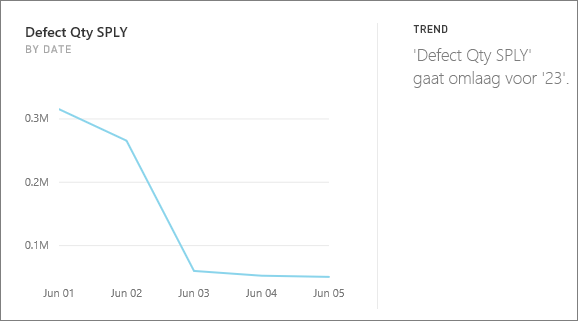 Defect Qty SPLY
BY DATE
0.3M
0.2M
0.1M
Jun 01 Jun 02 Jun 03 Jun 04 Jun 05
TREND
'Defect Qty SPLY'
gaat omlaag voor '23'.